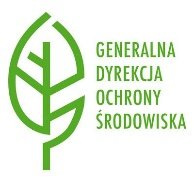 GENERALNA
DYREKCJA
OCHRONY
ŚRODOWISKA